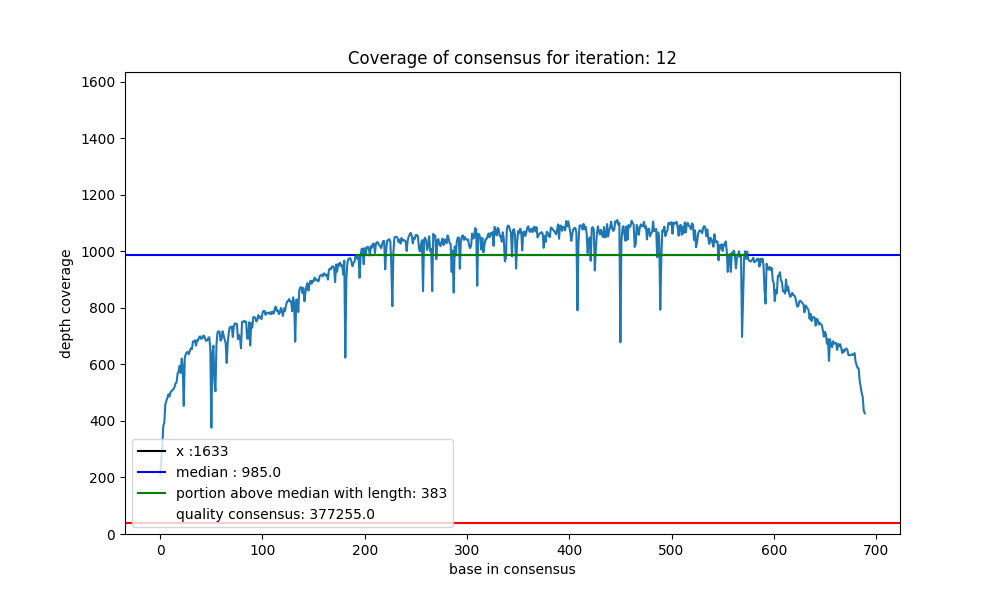 Coverage of consensus for iteration: 12
1600
1400
1200
1000
800
600
400
200
0
depth coverage
x :1633
median : 985.0
portion above median with length: 383
quality consensus: 377255.0
0 100 200 300 400 500 600 700
base in consensus